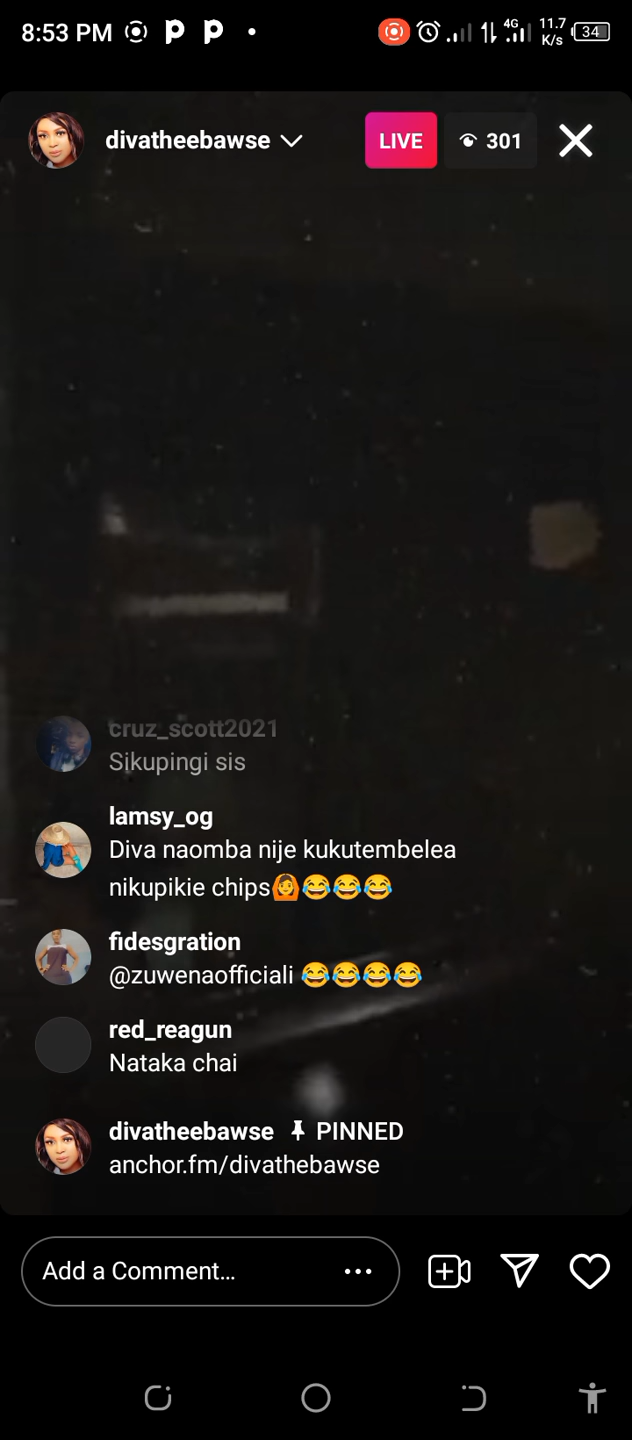 8:53 PM
4G 11.7 K/s 34
divatheebawse LIVE 301
cruz_scott2021
Sikupingi sis
lamsy_og
Diva naomba nije kukutembelea
nikupikie chips🙆😂😂😂
fidesgration
@zuwenaofficiali 😂😂😂😂
red_reagun
Nataka chai
divatheebawse 📌 PINNED
anchor.fm/divathebawse
Add a Comment...